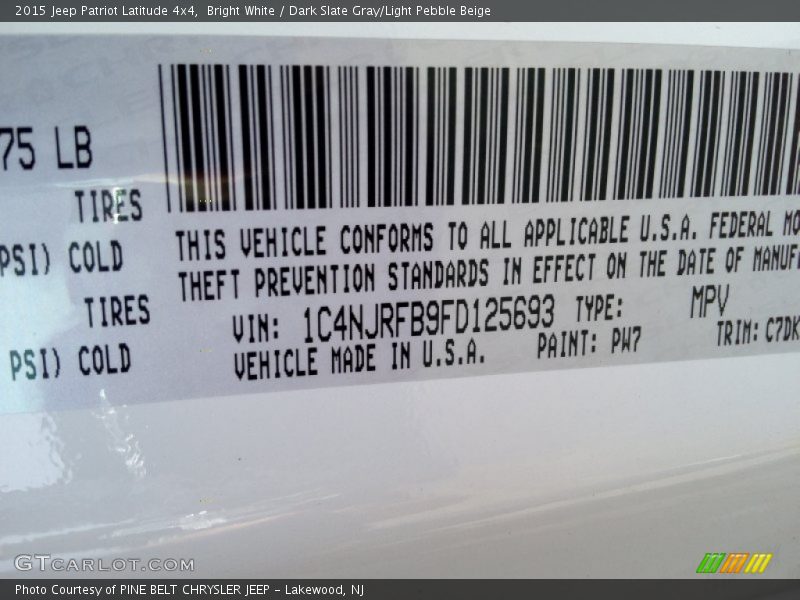 2015 Jeep Patriot Latitude 4x4,  Bright White / Dark Slate Gray/Light Pebble Beige
75 LB
TIRES
PSI) COLD
TIRES
PSI) COLD
THIS VEHICLE CONFORMS TO ALL APPLICABLE U.S.A. FEDERAL MO
THEFT PREVENTION STANDARDS IN EFFECT ON THE DATE OF MANUF
VIN: 1C4NJRFB9FD125693 TYPE: MPV
VEHICLE MADE IN U.S.A. PAINT: PW7 TRIM: C7DK
GTCARLOT.COM
Photo Courtesy of PINE BELT CHRYSLER JEEP - Lakewood, NJ